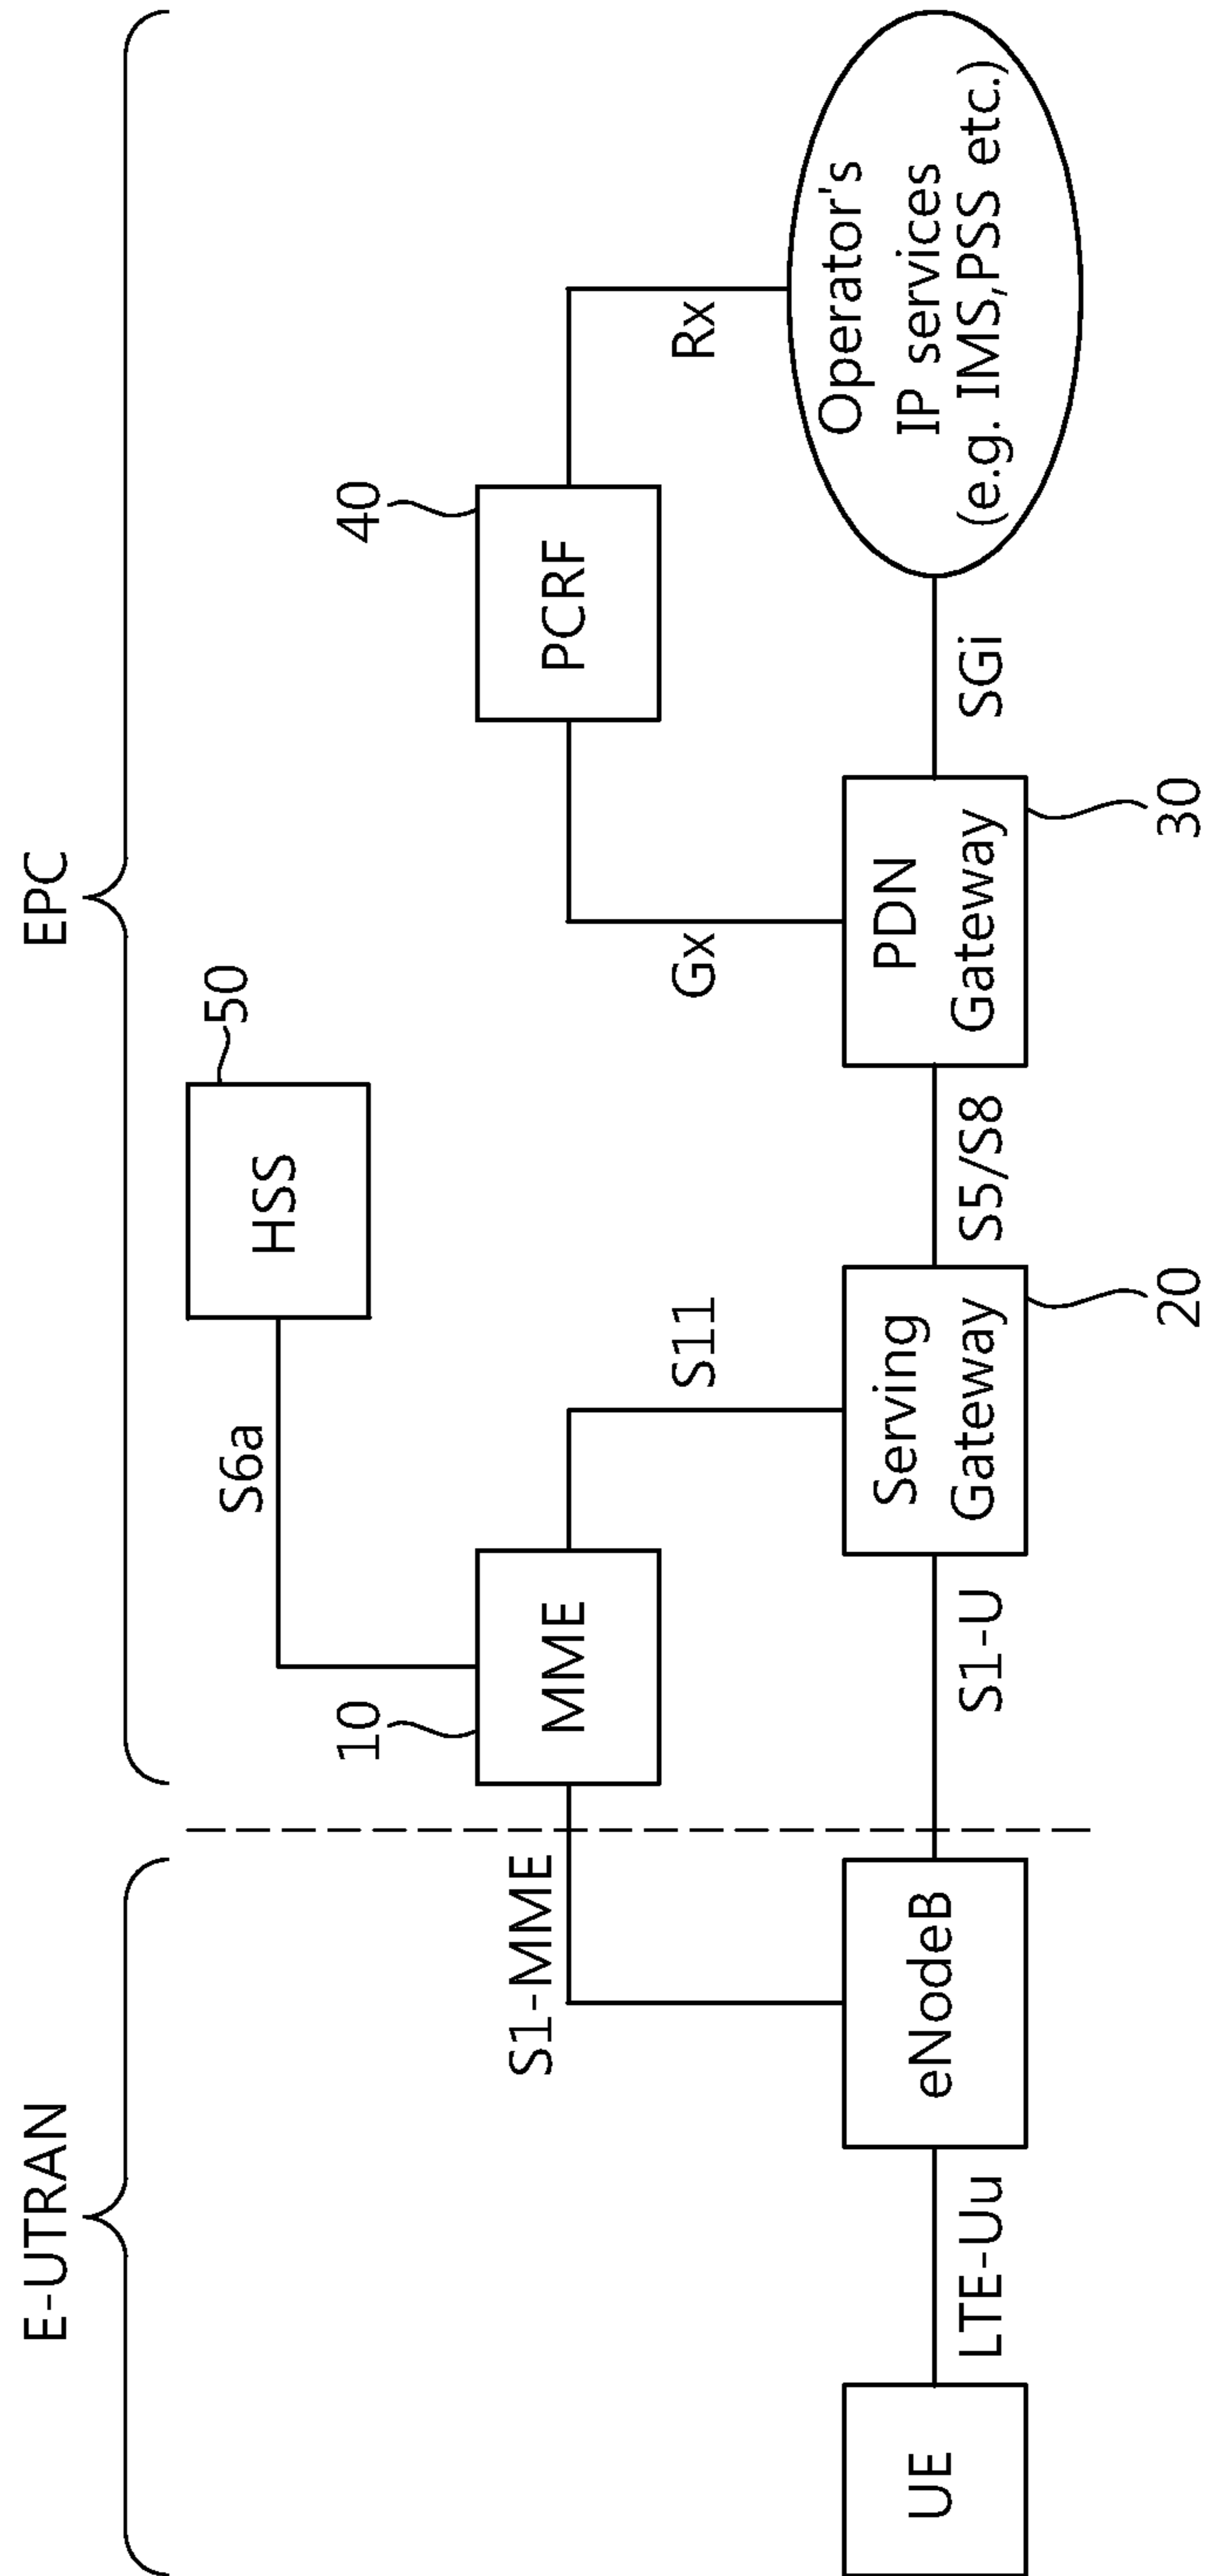 E-UTRAN
EPC
HSS
50
S6a
10
MME
S1-MME
S11
40
PCRF
Gx
Rx
UE
LTE-Uu
eNodeB
S1-U
Serving
Gateway
20
S5/S8
PDN
Gateway
30
SGi
Operator's
IP services
(e.g. IMS,PSS etc.)